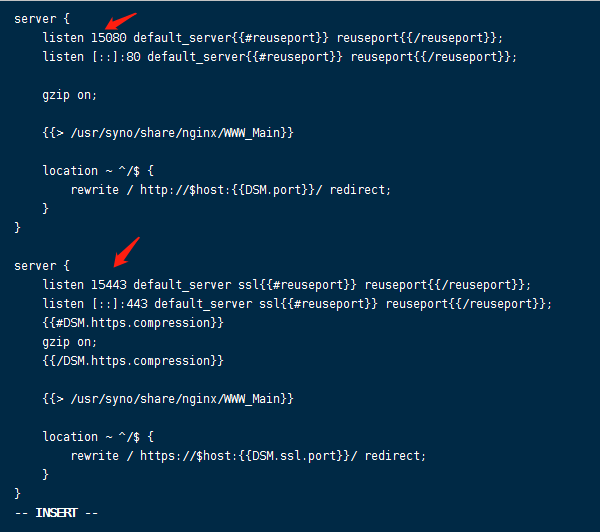 server {
    listen 15080 default_server{{#reuseport}} reuseport{{/reuseport}};
    listen [::]:80 default_server{{#reuseport}} reuseport{{/reuseport}};

    gzip on;

    {{> /usr/syno/share/nginx/WWW_Main}}

    location ~ ^/$ {
        rewrite / http://$host:{{DSM.port}}/ redirect;
    }
}

server {
    listen 15443 default_server ssl{{#reuseport}} reuseport{{/reuseport}};
    listen [::]:443 default_server ssl{{#reuseport}} reuseport{{/reuseport}};
    {{#DSM.https.compression}}
    gzip on;
    {{/DSM.https.compression}}

    {{> /usr/syno/share/nginx/WWW_Main}}

    location ~ ^/$ {
        rewrite / https://$host:{{DSM.ssl.port}}/ redirect;
    }
}
-- INSERT --